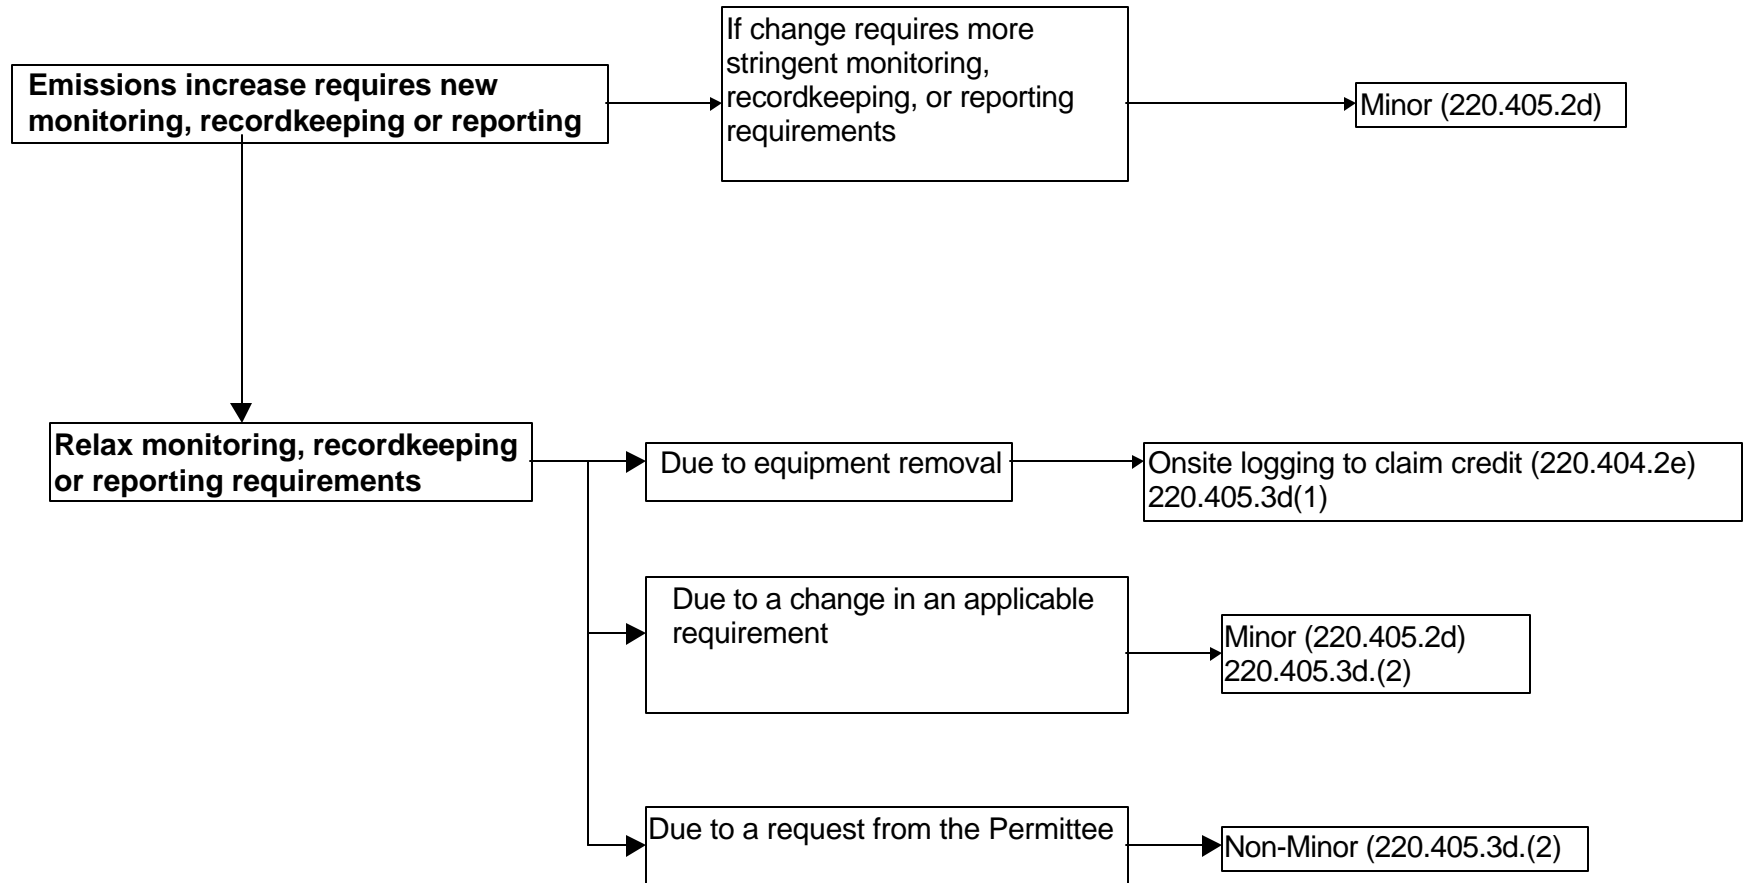 If change requires more
stringent monitoring,
recordkeeping, or reporting
requirements
Emissions increase requires new
monitoring, recordkeeping or reporting
Minor (220.405.2d)
Relax monitoring, recordkeeping
or reporting requirements
Due to equipment removal
Onsite logging to claim credit (220.404.2e)
220.405.3d(1)
Due to a change in an applicable
requirement
Minor (220.405.2d)
220.405.3d.(2)
Due to a request from the Permittee
Non-Minor (220.405.3d.(2)